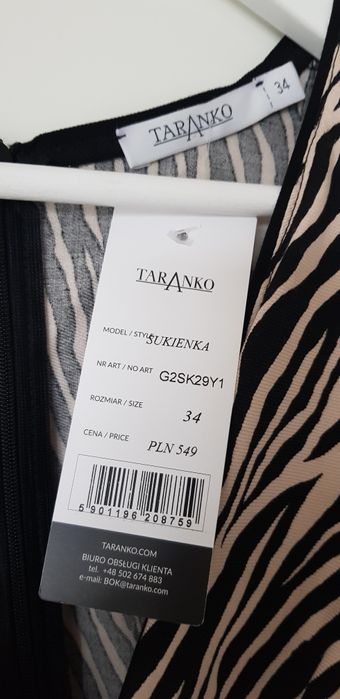 TARANKO
34
TARANKO
MODEL / STYLE SUKIENKA
NR ART / NO ART G2SK29Y1
ROZMIAR / SIZE 34
CENA / PRICE PLN 549
5 901196 208759
TARANKO.COM
BIURO OBSŁUGI KLIENTA
tel. +48 502 674 883
e-mail: BOK@taranko.com